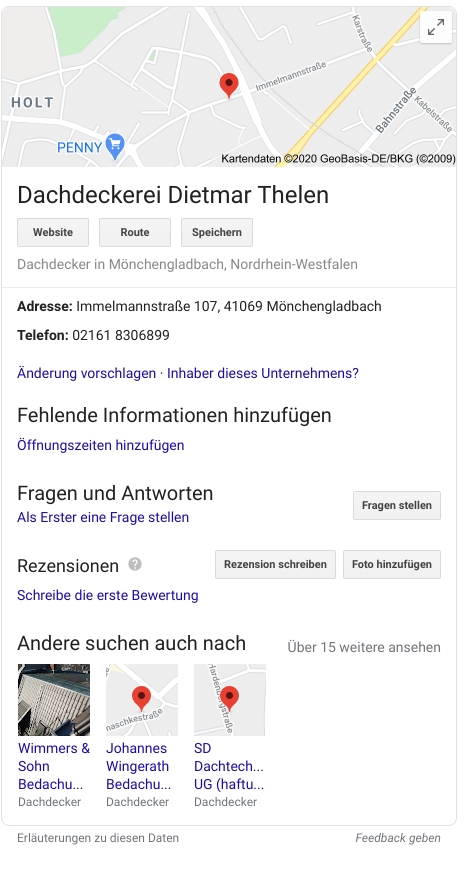 Karstraße
Immelmannstraße
HOLT
Bahnstraße
Kabelstraße
PENNY
Kartendaten ©2020 GeoBasis-DE/BKG (©2009)
Dachdeckerei Dietmar Thelen
Website Route Speichern
Dachdecker in Mönchengladbach, Nordrhein-Westfalen
Adresse: Immelmannstraße 107, 41069 Mönchengladbach
Telefon: 02161 8306899
Änderung vorschlagen · Inhaber dieses Unternehmens?
Fehlende Informationen hinzufügen
Öffnungszeiten hinzufügen
Fragen und Antworten
Fragen stellen
Als Erster eine Frage stellen
Rezensionen ? Rezension schreiben Foto hinzufügen
Schreibe die erste Bewertung
Andere suchen auch nach
Über 15 weitere ansehen
naschkestraße
Hardenbergstraße
Wimmers &
Sohn
Bedachu...
Dachdecker
Johannes
Wingerath
Bedachu...
Dachdecker
SD
Dachtech...
UG (haftu...
Dachdecker
Erläuterungen zu diesen Daten
Feedback geben